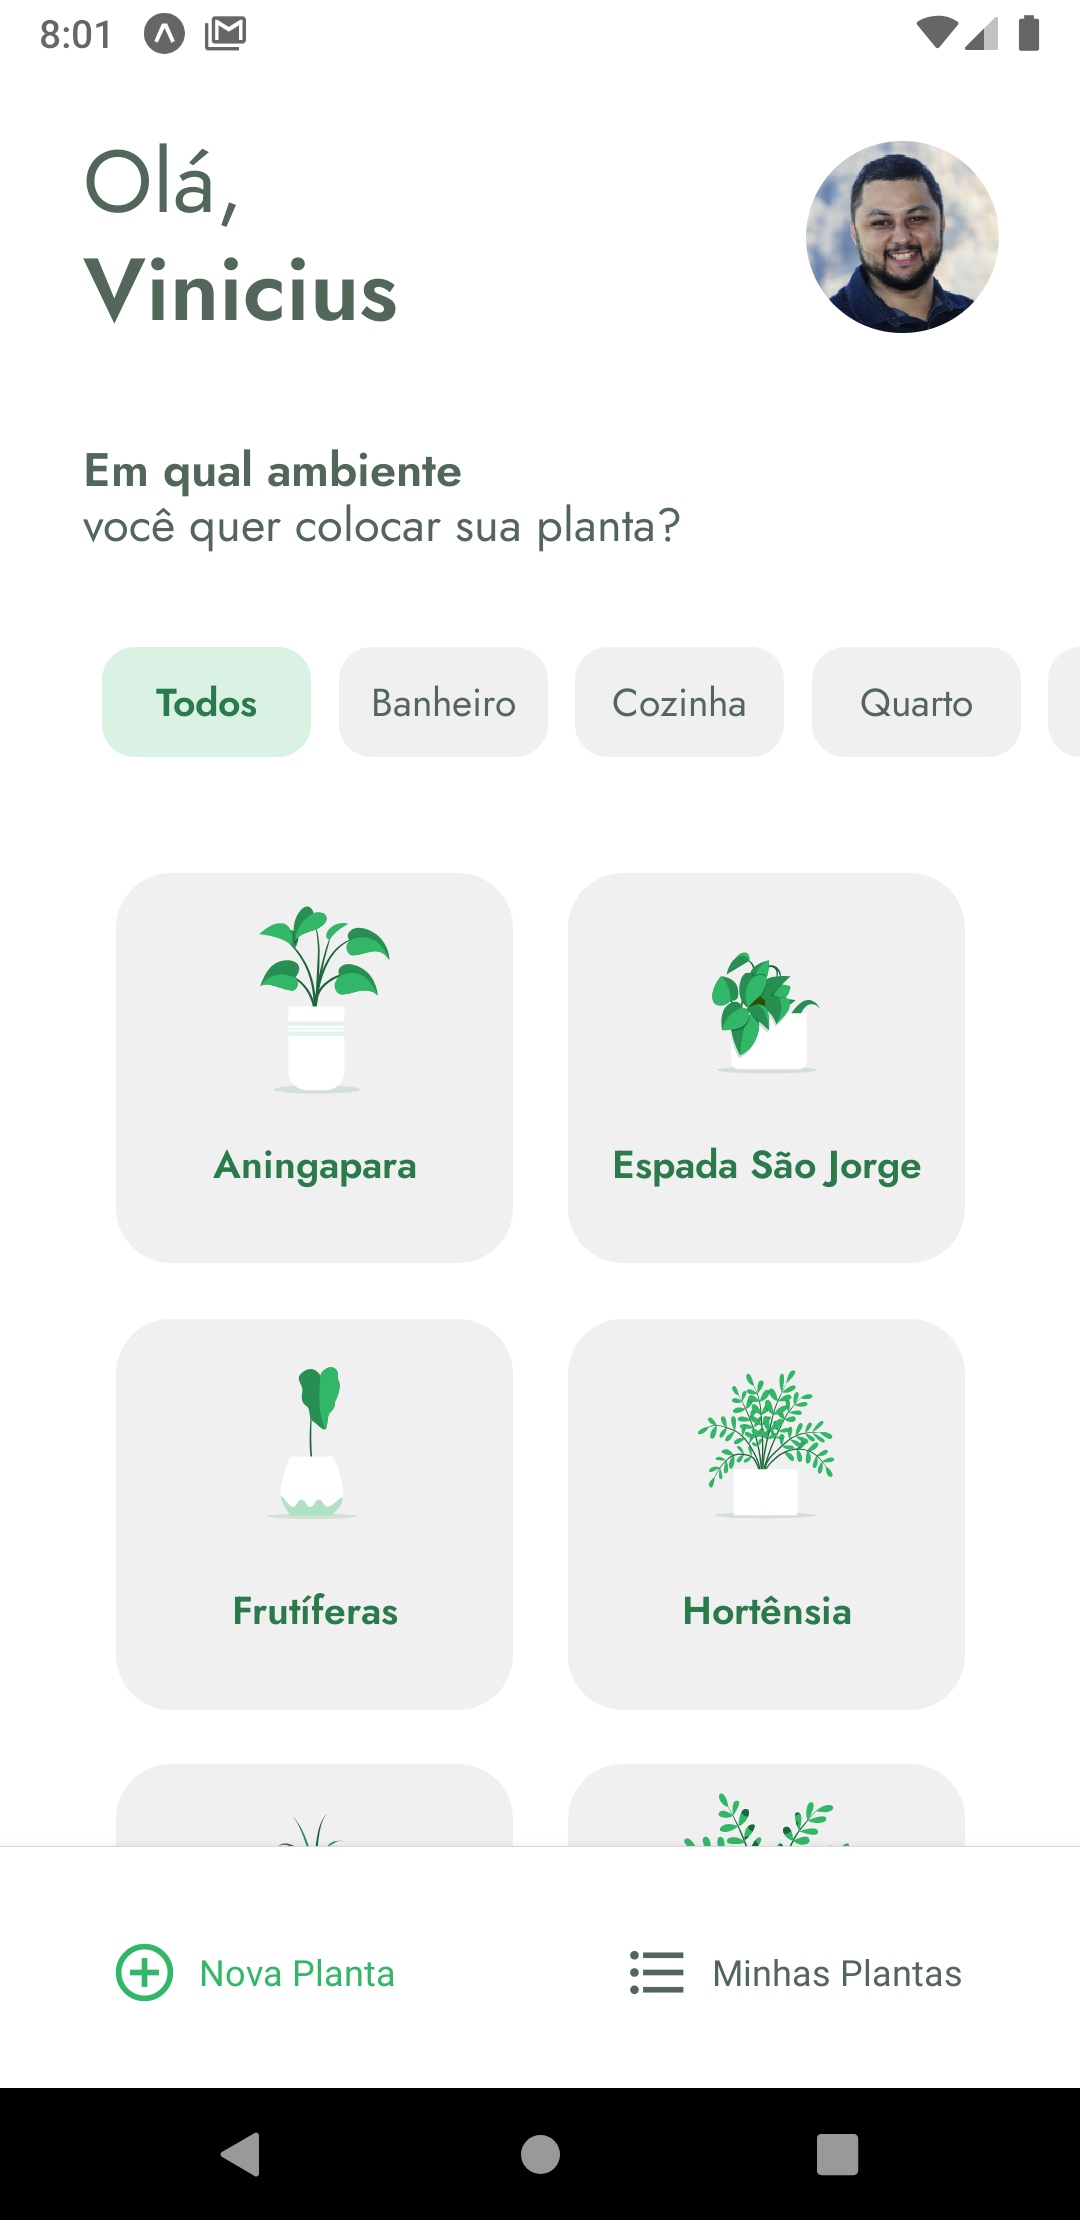 8:01
Olá,
Vinicius
Em qual ambiente
você quer colocar sua planta?
Todos
Banheiro
Cozinha
Quarto
Aningapara
Espada São Jorge
Frutíferas
Hortênsia
Nova Planta
Minhas Plantas